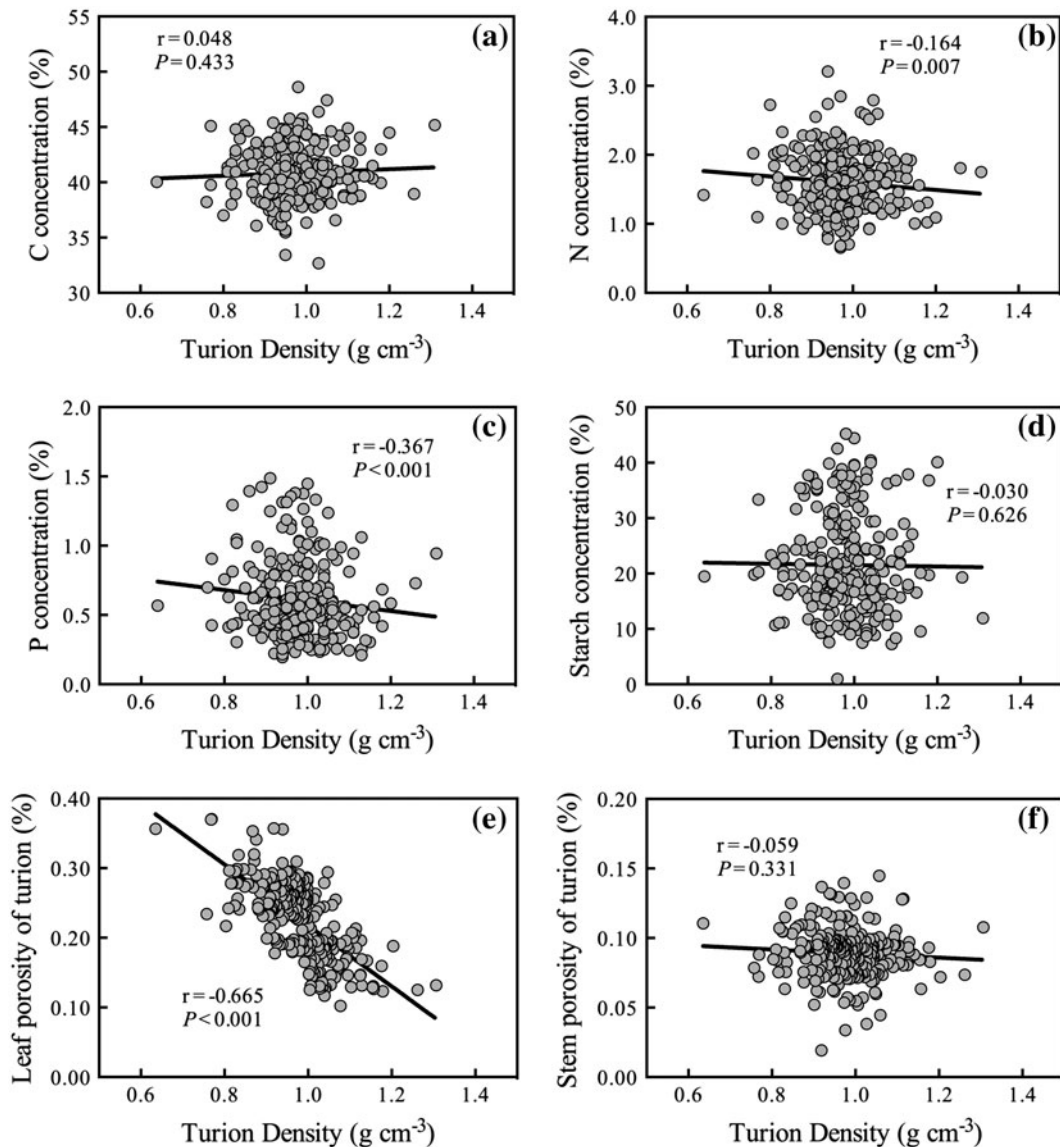 55
50
45
40
35
30
C concentration (%)
r=0.048
P=0.433
(a)
0.6 0.8 1.0 1.2 1.4
Turion Density (g cm-3)
4.0
3.0
2.0
1.0
0.0
N concentration (%)
r=-0.164
P=0.007
(b)
0.6 0.8 1.0 1.2 1.4
Turion Density (g cm-3)
2.0
1.5
1.0
0.5
0.0
P concentration (%)
r=-0.367
P<0.001
(c)
0.6 0.8 1.0 1.2 1.4
Turion Density (g cm-3)
50
40
30
20
10
0
Starch concentration (%)
r=-0.030
P=0.626
(d)
0.6 0.8 1.0 1.2 1.4
Turion Density (g cm-3)
0.40
0.30
0.20
0.10
0.00
Leaf porosity of turion (%)
r=-0.665
P<0.001
(e)
0.6 0.8 1.0 1.2 1.4
Turion Density (g cm-3)
0.20
0.15
0.10
0.05
0.00
Stem porosity of turion (%)
r=-0.059
P=0.331
(f)
0.6 0.8 1.0 1.2 1.4
Turion Density (g cm-3)